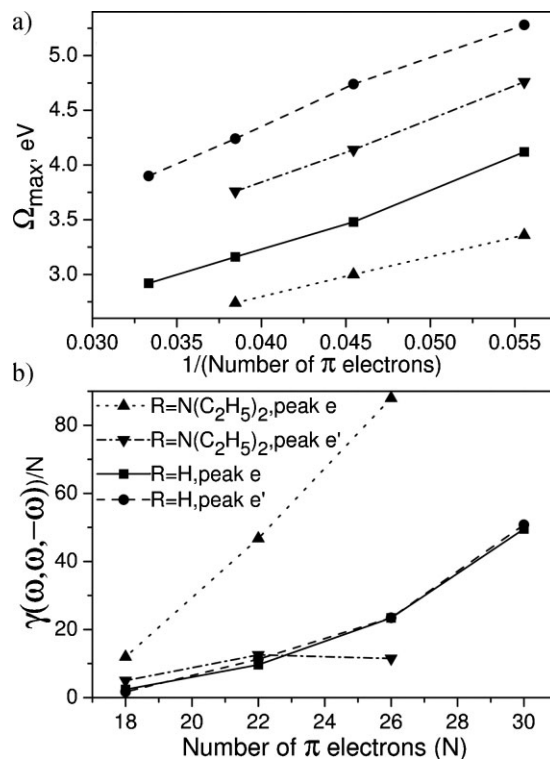 a)
5.0
4.5
4.0
3.5
3.0
Ωmax, eV
0.030 0.035 0.040 0.045 0.050 0.055
1/(Number of π electrons)
b)
80
60
40
20
0
γ(ω,ω,-ω))/N
R=N(C2H5)2,peak e
R=N(C2H5)2,peak e'
R=H,peak e
R=H,peak e'
18 20 22 24 26 28 30
Number of π electrons (N)